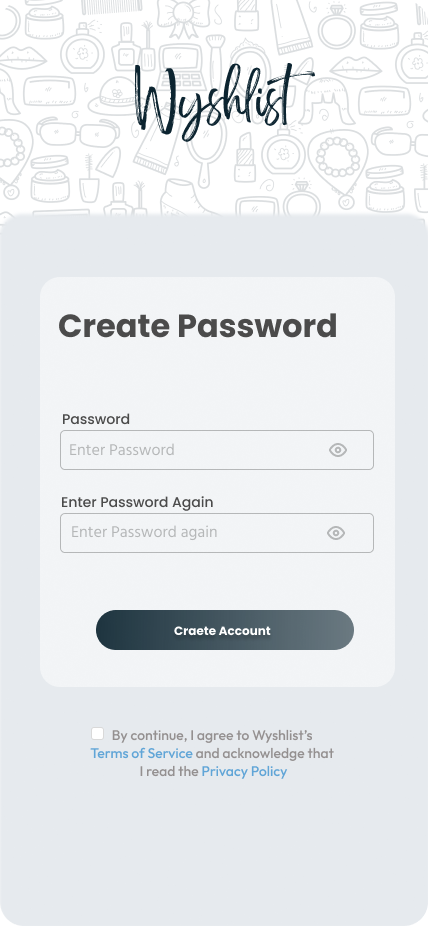 Wyshlist
Create Password
Password
Enter Password
Enter Password Again
Enter Password again
Craete Account
By continue, I agree to Wyshlist's
Terms of Service and acknowledge that
I read the Privacy Policy